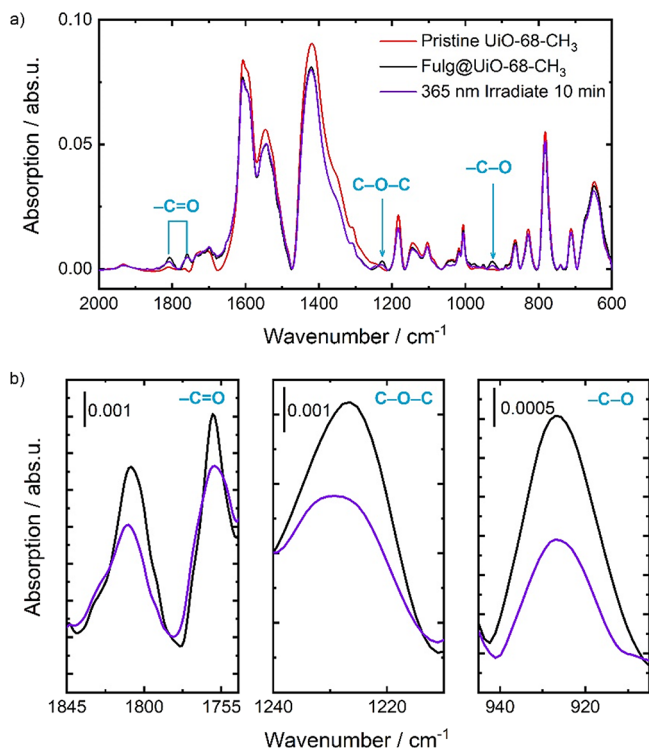 a)
0.10
0.05
0.00
Absorption / abs.u.
Pristine UiO-68-CH₃
Fulg@UiO-68-CH₃
365 nm Irradiate 10 min
–C=O
C–O–C
–C–O
2000 1800 1600 1400 1200 1000 800 600
Wavenumber / cm⁻¹
b)
Absorption / abs.u.
0.001
–C=O
0.001
C–O–C
0.0005
–C–O
1845 1800 1755
1240 1220
940 920
Wavenumber / cm⁻¹